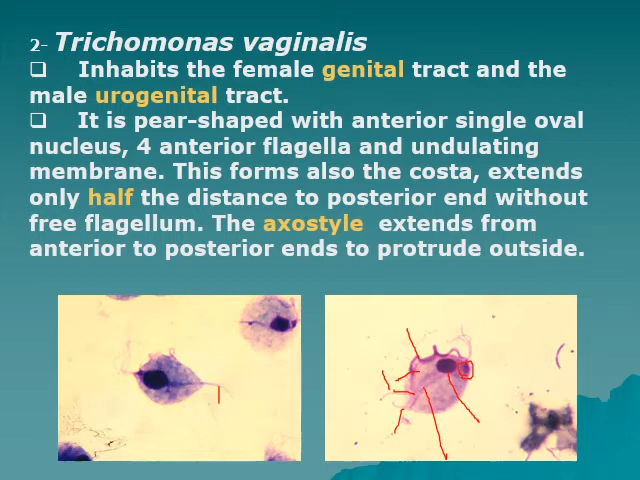 2- Trichomonas vaginalis
❑ Inhabits the female genital tract and the
male urogenital tract.
❑ It is pear-shaped with anterior single oval
nucleus, 4 anterior flagella and undulating
membrane. This forms also the costa, extends
only half the distance to posterior end without
free flagellum. The axostyle extends from
anterior to posterior ends to protrude outside.